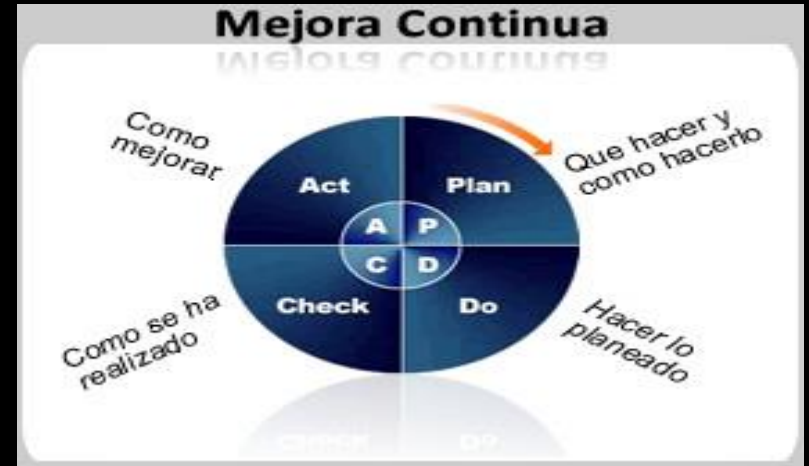 Mejora Continua
Como
mejorar
Que hacer y
como hacerlo
Act
Plan
A
P
C
D
Check
Do
Como se ha
realizado
Hacer lo
planeado